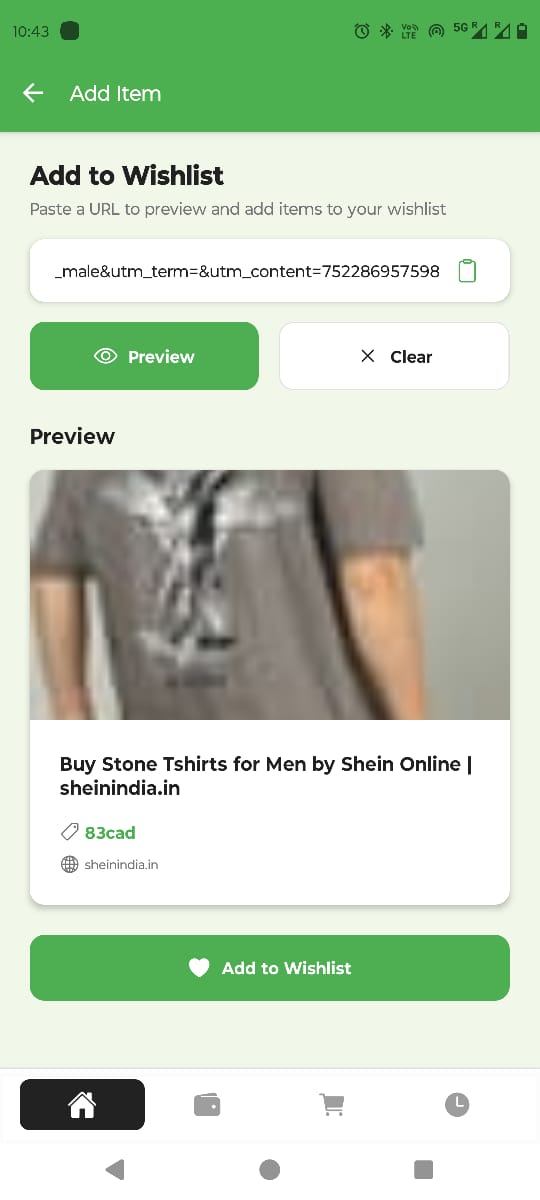 10:43
Vo))
LTE
5G
R
R
Add Item
Add to Wishlist
Paste a URL to preview and add items to your wishlist
_male&utm_term=&utm_content=752286957598
Preview
Clear
Preview
Buy Stone Tshirts for Men by Shein Online |
sheinindia.in
83cad
sheinindia.in
Add to Wishlist